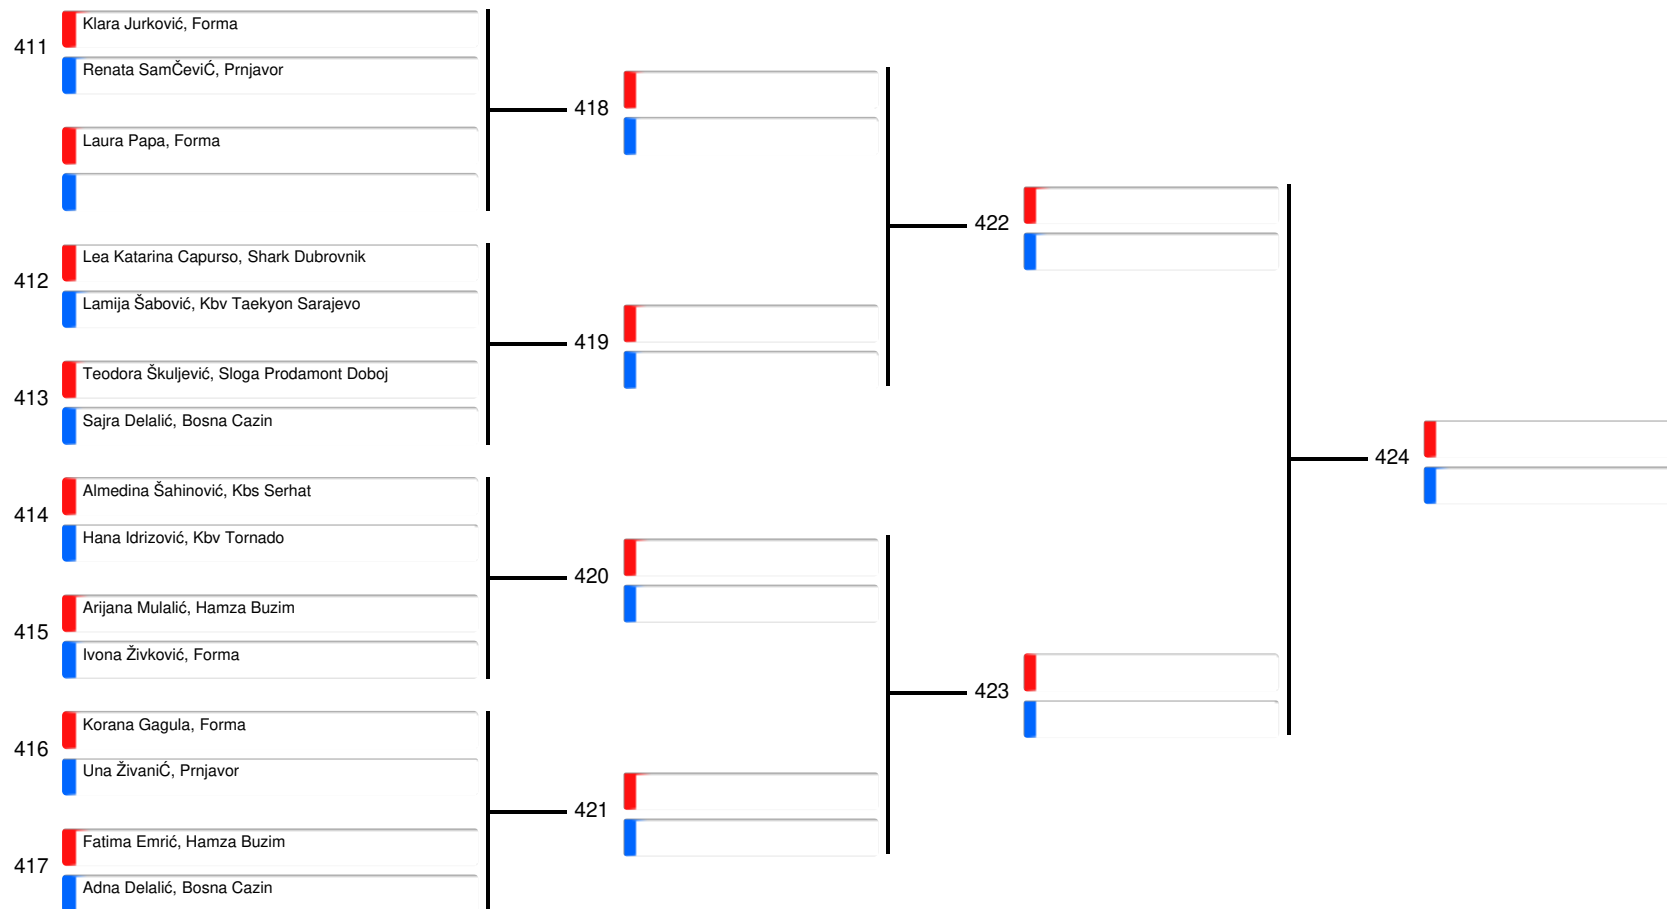 411
Klara Jurković, Forma
Renata SamČeviĆ, Prnjavor
Laura Papa, Forma
412
Lea Katarina Capurso, Shark Dubrovnik
Lamija Šabović, Kbv Taekyon Sarajevo
413
Teodora Škuljević, Sloga Prodamont Doboj
Sajra Delalić, Bosna Cazin
414
Almedina Šahinović, Kbs Serhat
Hana Idrizović, Kbv Tornado
415
Arijana Mulalić, Hamza Buzim
Ivona Živković, Forma
416
Korana Gagula, Forma
Una ŽivaniĆ, Prnjavor
417
Fatima Emrić, Hamza Buzim
Adna Delalić, Bosna Cazin
418
419
420
421
422
423
424